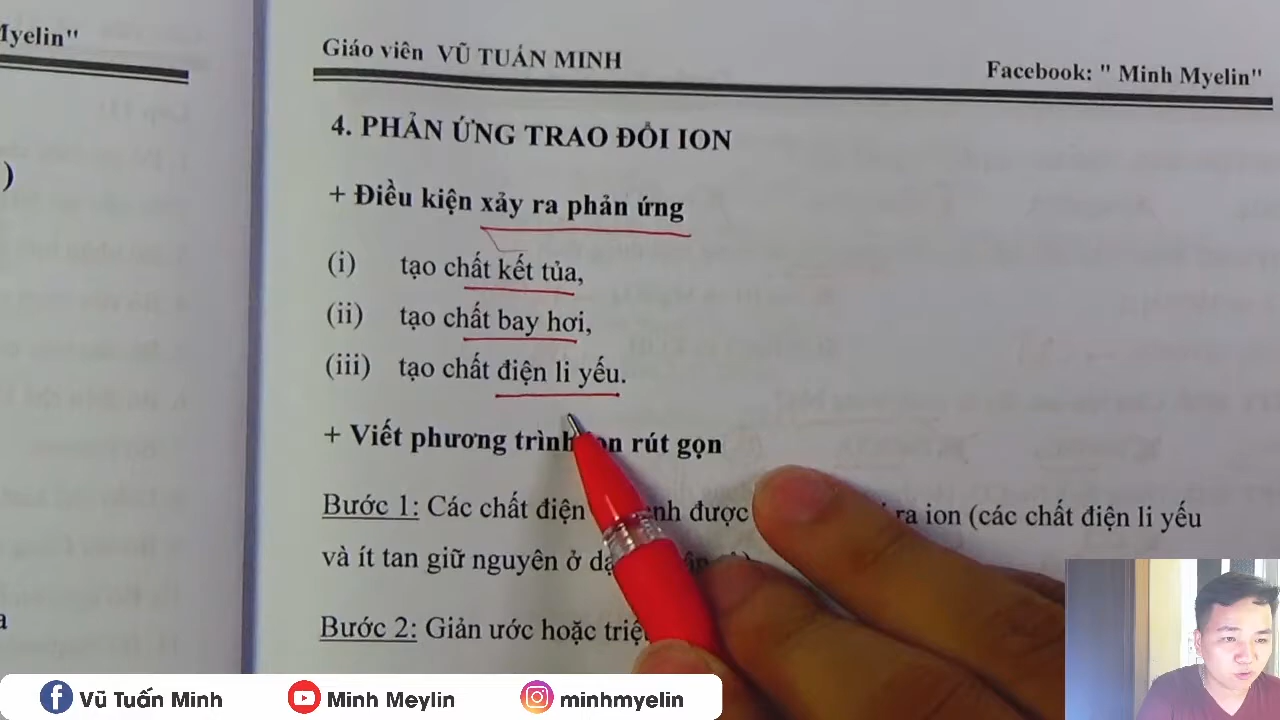 Myelin"
Giáo viên VŨ TUẤN MINH
Facebook: " Minh Myelin"
4. PHẢN ỨNG TRAO ĐỔI ION
)
+ Điều kiện xảy ra phản ứng
(i) tạo chất kết tủa,
(ii) tạo chất bay hơi,
(iii) tạo chất điện li yếu.
+ Viết phương trình ion rút gọn
Bước 1: Các chất điện được ra ion (các chất điện li yếu
và ít tan giữ nguyên ở
Bước 2: Giản ước hoặc
a
Vũ Tuấn Minh
Minh Meylin
minhmyelin